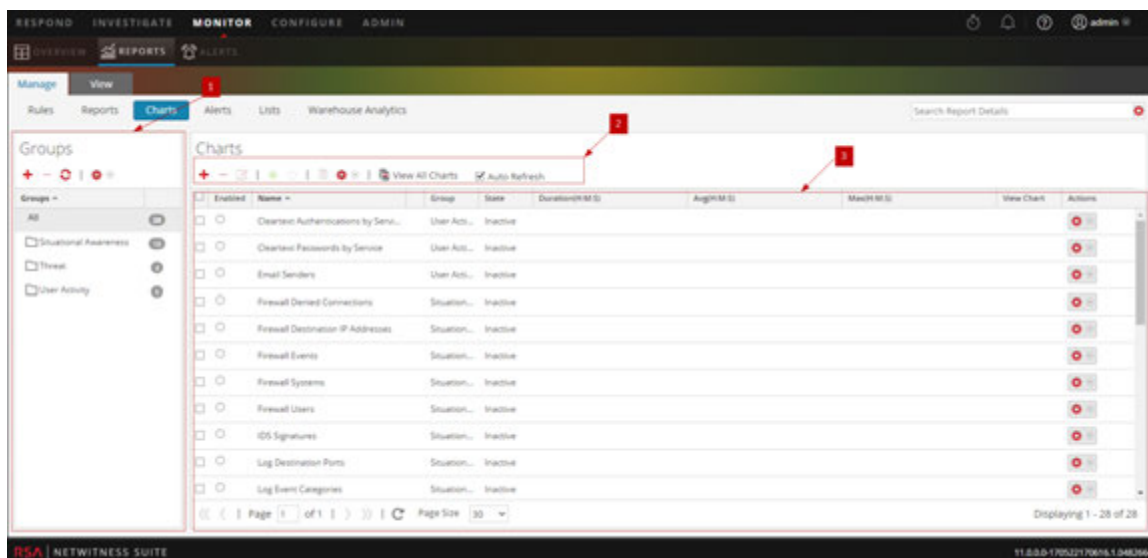 RESPOND INVESTIGATE MONITOR CONFIGURE ADMIN admin
OVERVIEW REPORTS ALERTS
Manage View
1
Rules Reports Charts Alerts Lists Warehouse Analytics Search Report Details
2
Groups
Charts
3
View All Charts Auto Refresh
Groups
Enabled Name Group State Duration(H:M:S) Avg(H:M:S) Max(H:M:S) View Chart Actions
All
Situational Awareness
Threat
User Activity
Cleartext Authentications by Servi... User Acti... Inactive
Cleartext Passwords by Service User Acti... Inactive
Email Senders User Acti... Inactive
Firewall Denied Connections Situation... Inactive
Firewall Destination IP Addresses Situation... Inactive
Firewall Events Situation... Inactive
Firewall Systems Situation... Inactive
Firewall Users Situation... Inactive
IDS Signatures Situation... Inactive
Log Destination Ports Situation... Inactive
Log Event Categories Situation... Inactive
Page 1 of 1 Page Size 30 Displaying 1 - 28 of 28
RSA NETWITNESS SUITE